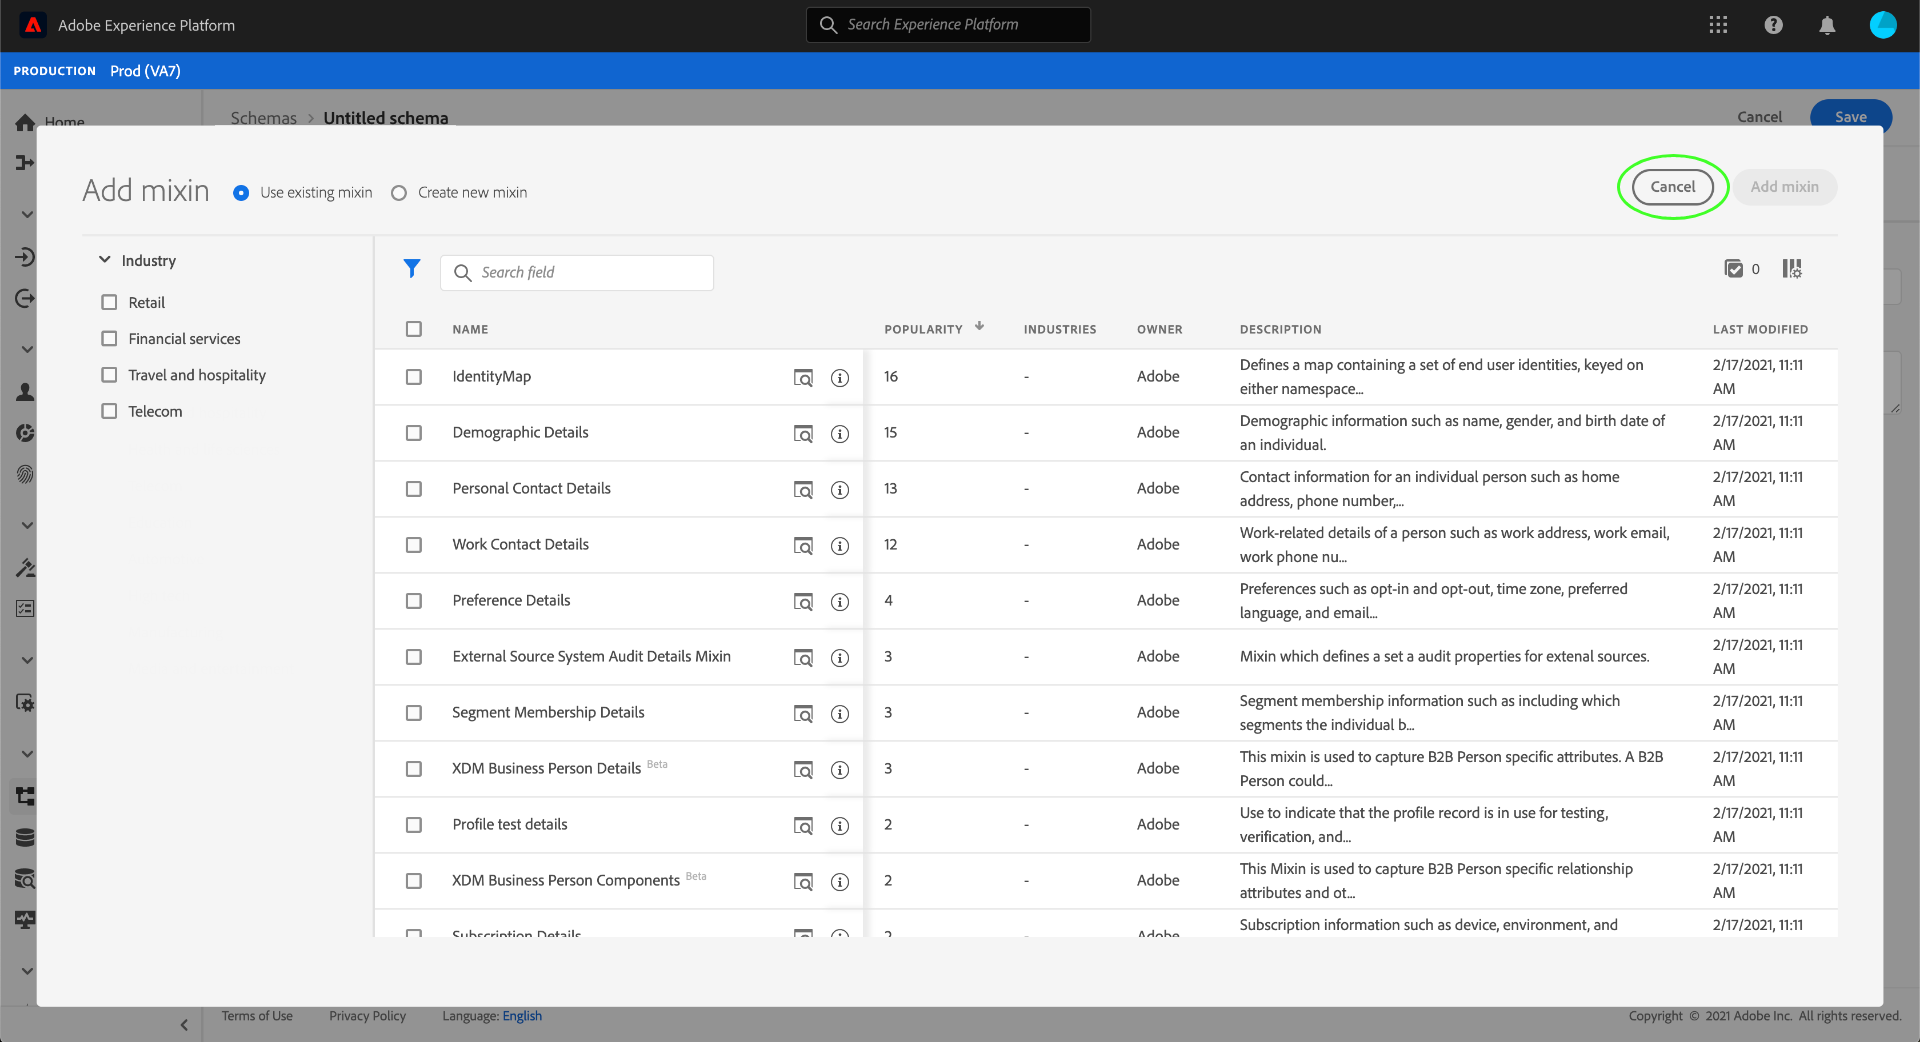 Adobe Experience Platform
Search Experience Platform
PRODUCTION Prod (VA7)
Home
Schemas > Untitled schema
Cancel
Save
Add mixin
Use existing mixin
Create new mixin
Cancel
Add mixin
Industry
Retail
Financial services
Travel and hospitality
Telecom
Search field
0
NAME POPULARITY INDUSTRIES OWNER DESCRIPTION LAST MODIFIED
IdentityMap 16 - Adobe Defines a map containing a set of end user identities, keyed on 2/17/2021, 11:11
either namespace... AM
Demographic Details 15 - Adobe Demographic information such as name, gender, and birth date of 2/17/2021, 11:11
an individual. AM
Personal Contact Details 13 - Adobe Contact information for an individual person such as home 2/17/2021, 11:11
address, phone number,... AM
Work Contact Details 12 - Adobe Work-related details of a person such as work address, work email, 2/17/2021, 11:11
work phone nu... AM
Preference Details 4 - Adobe Preferences such as opt-in and opt-out, time zone, preferred 2/17/2021, 11:11
language, and email... AM
External Source System Audit Details Mixin 3 - Adobe Mixin which defines a set a audit properties for extenal sources. 2/17/2021, 11:11
AM
Segment Membership Details 3 - Adobe Segment membership information such as including which 2/17/2021, 11:11
segments the individual b... AM
XDM Business Person Details Beta 3 - Adobe This mixin is used to capture B2B Person specific attributes. A B2B 2/17/2021, 11:11
Person could... AM
Profile test details 2 - Adobe Use to indicate that the profile record is in use for testing, 2/17/2021, 11:11
verification, and... AM
XDM Business Person Components Beta 2 - Adobe This Mixin is used to capture B2B Person specific relationship 2/17/2021, 11:11
attributes and ot... AM
Subscription Details 2 - Adobe Subscription information such as device, environment, and 2/17/2021, 11:11
Terms of Use Privacy Policy Language: English
Copyright © 2021 Adobe Inc. All rights reserved.